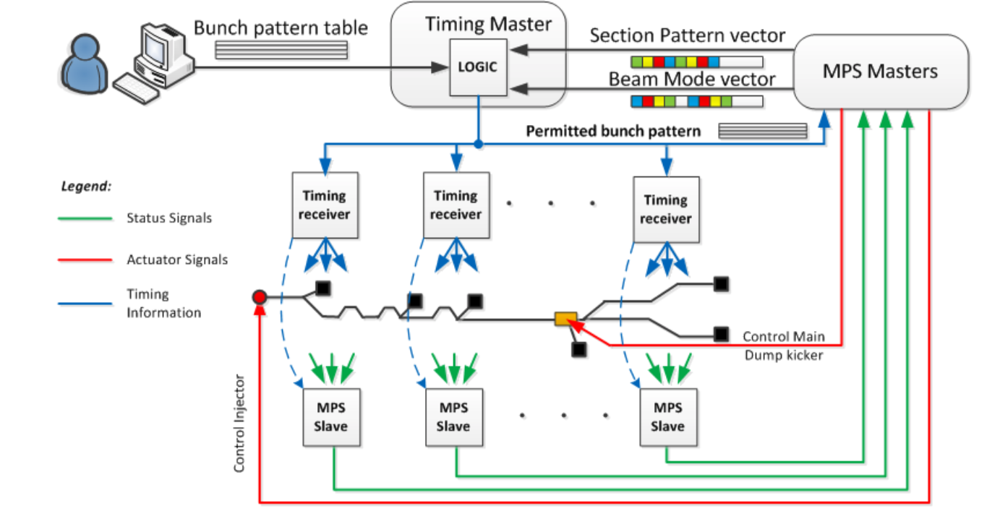 Bunch pattern table
Timing Master
LOGIC
Section Pattern vector
Beam Mode vector
MPS Masters
Permitted bunch pattern
Legend:
Status Signals
Actuator Signals
Timing
Information
Timing
receiver
Timing
receiver
. . .
Timing
receiver
Control Main
Dump kicker
Control Injector
MPS
Slave
MPS
Slave
. . .
MPS
Slave